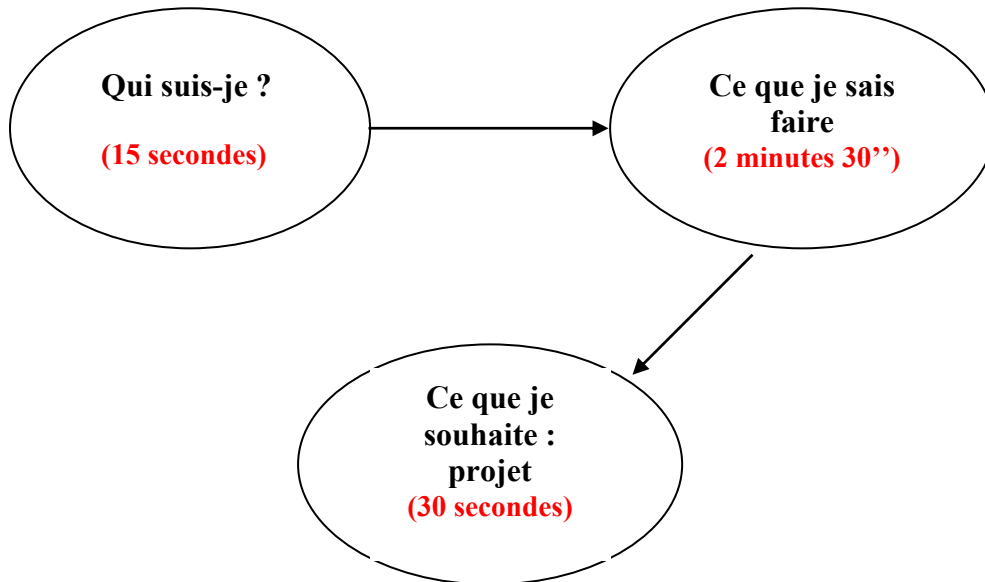 Qui suis-je ?
(15 secondes)
Ce que je sais
faire
(2 minutes 30’’)
Ce que je
souhaite :
projet
(30 secondes)